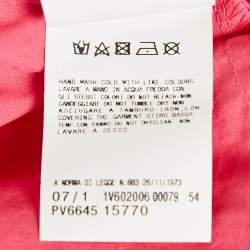 HAND WASH-COLD WITH LIKE COLOURS
LAVARE A MANO IN ACQUA FREDDA CON
GLI STESSI COLORI DO NOT BLEACH NON
CANDEGGIARE DO NOT TUMBLE DRY NON
ASCIUGARE A TAMBURO IRON, LOW
COVERING THE GARMENT STIRO BASSA
TEMP. CON PANNO DO NOT DRYCLEAN. NON
LAVARE A SECCO
A NORMA DI LEGGE N.883 26/11/1973
07/1 1V602006 00079 54
PV6645 15770